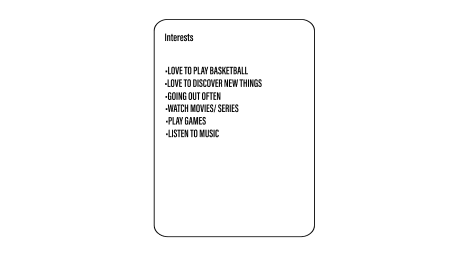 Interests
•LOVE TO PLAY BASKETBALL
•LOVE TO DISCOVER NEW THINGS
•GOING OUT OFTEN
•WATCH MOVIES/ SERIES
•PLAY GAMES
•LISTEN TO MUSIC